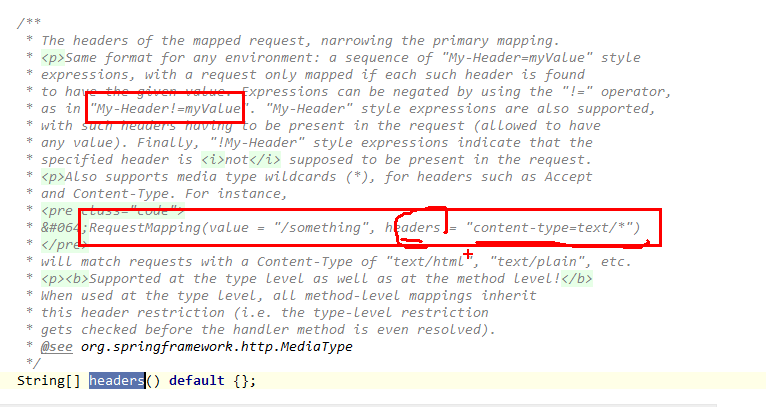 /**
* The headers of the mapped request, narrowing the primary mapping.
* <p>Same format for any environment: a sequence of "My-Header=myValue" style
* expressions, with a request only mapped if each such header is found
* to have the given value. Expressions can be negated by using the "!=" operator,
* as in "My-Header!=myValue". "My-Header" style expressions are also supported,
* with such headers having to be present in the request (allowed to have
* any value). Finally, "!My-Header" style expressions indicate that the
* specified header is <i>not</i> supposed to be present in the request.
* <p>Also supports media type wildcards (*), for headers such as Accept
* and Content-Type. For instance,
* <pre class="code">
* &#064;RequestMapping(value = "/something", headers = "content-type=text/*")
* </pre>
* will match requests with a Content-Type of "text/html", "text/plain", etc.
* <p><b>Supported at the type level as well as at the method level!</b>
* When used at the type level, all method-level mappings inherit
* this header restriction (i.e. the type-level restriction
* gets checked before the handler method is even resolved).
* @see org.springframework.http.MediaType
*/
String[] headers() default {};